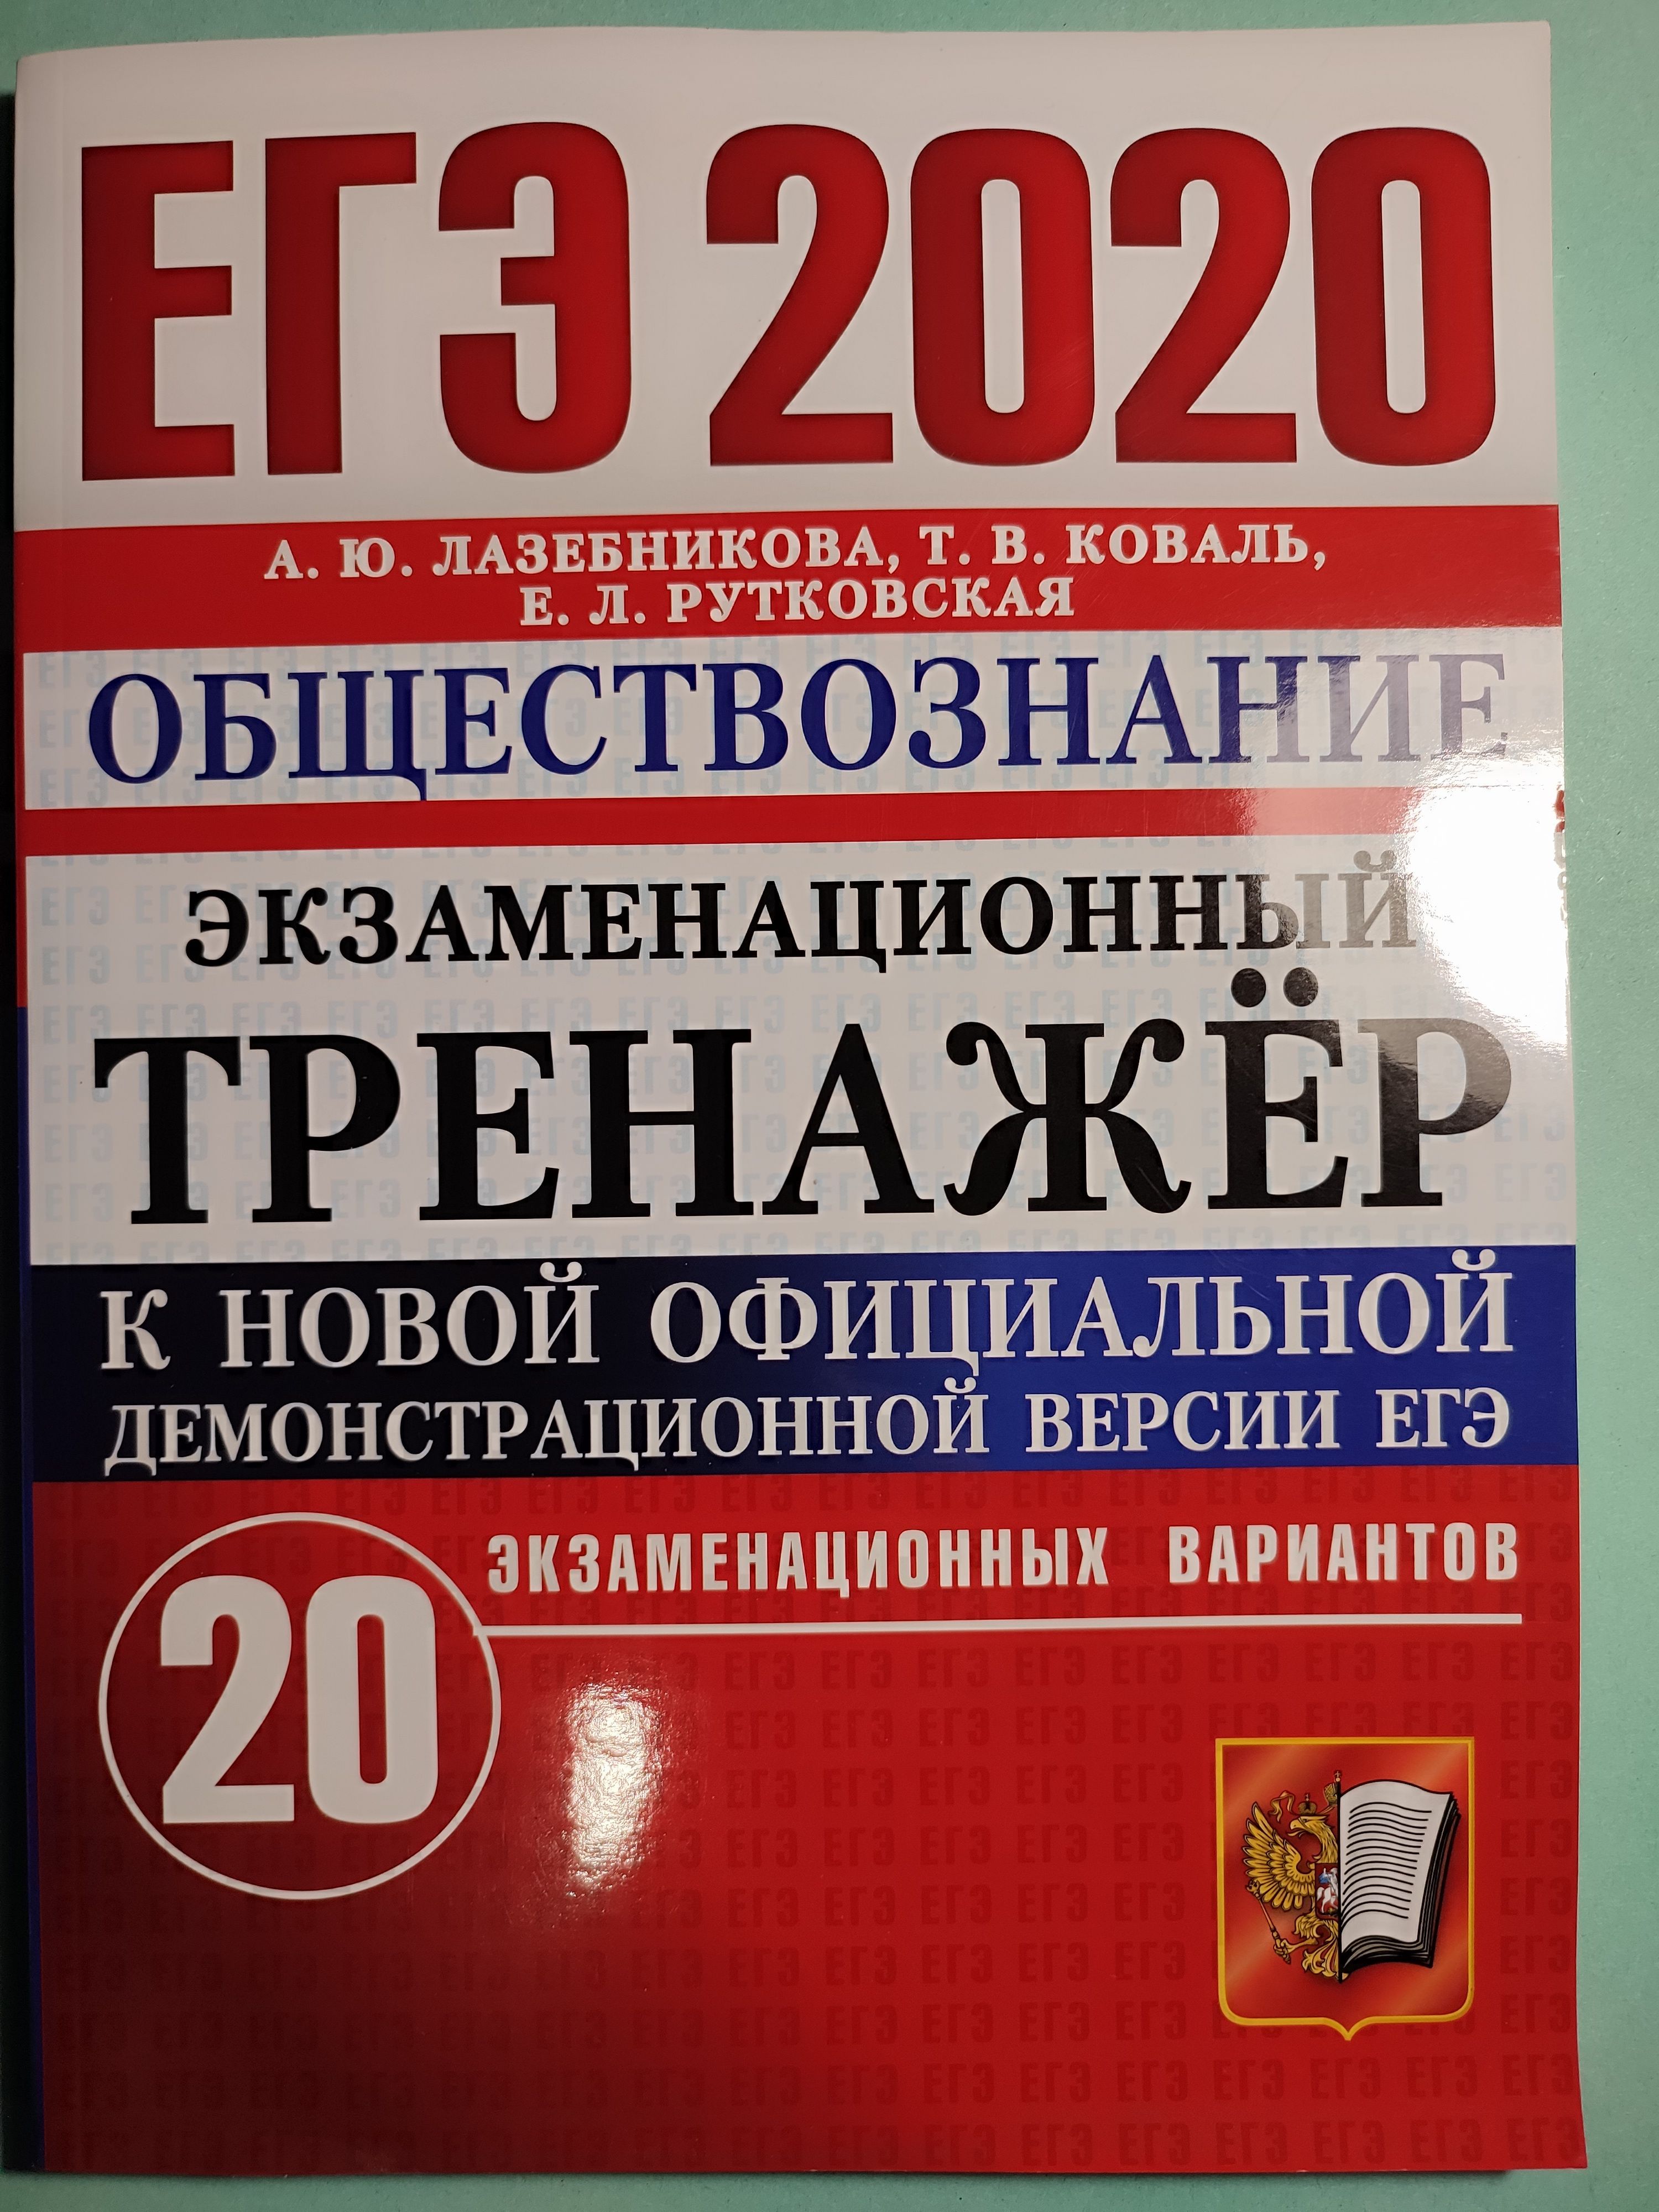 ЕГЭ 2020
А. Ю. ЛАЗЕБНИКОВА, Т. В. КОВАЛЬ,
Е. Л. РУТКОВСКАЯ
ОБЩЕСТВОЗНАНИЕ
ЭКЗАМЕНАЦИОННЫЙ
ТРЕНАЖЁР
К НОВОЙ ОФИЦИАЛЬНОЙ
ДЕМОНСТРАЦИОННОЙ ВЕРСИИ ЕГЭ
20 ЭКЗАМЕНАЦИОННЫХ ВАРИАНТОВ